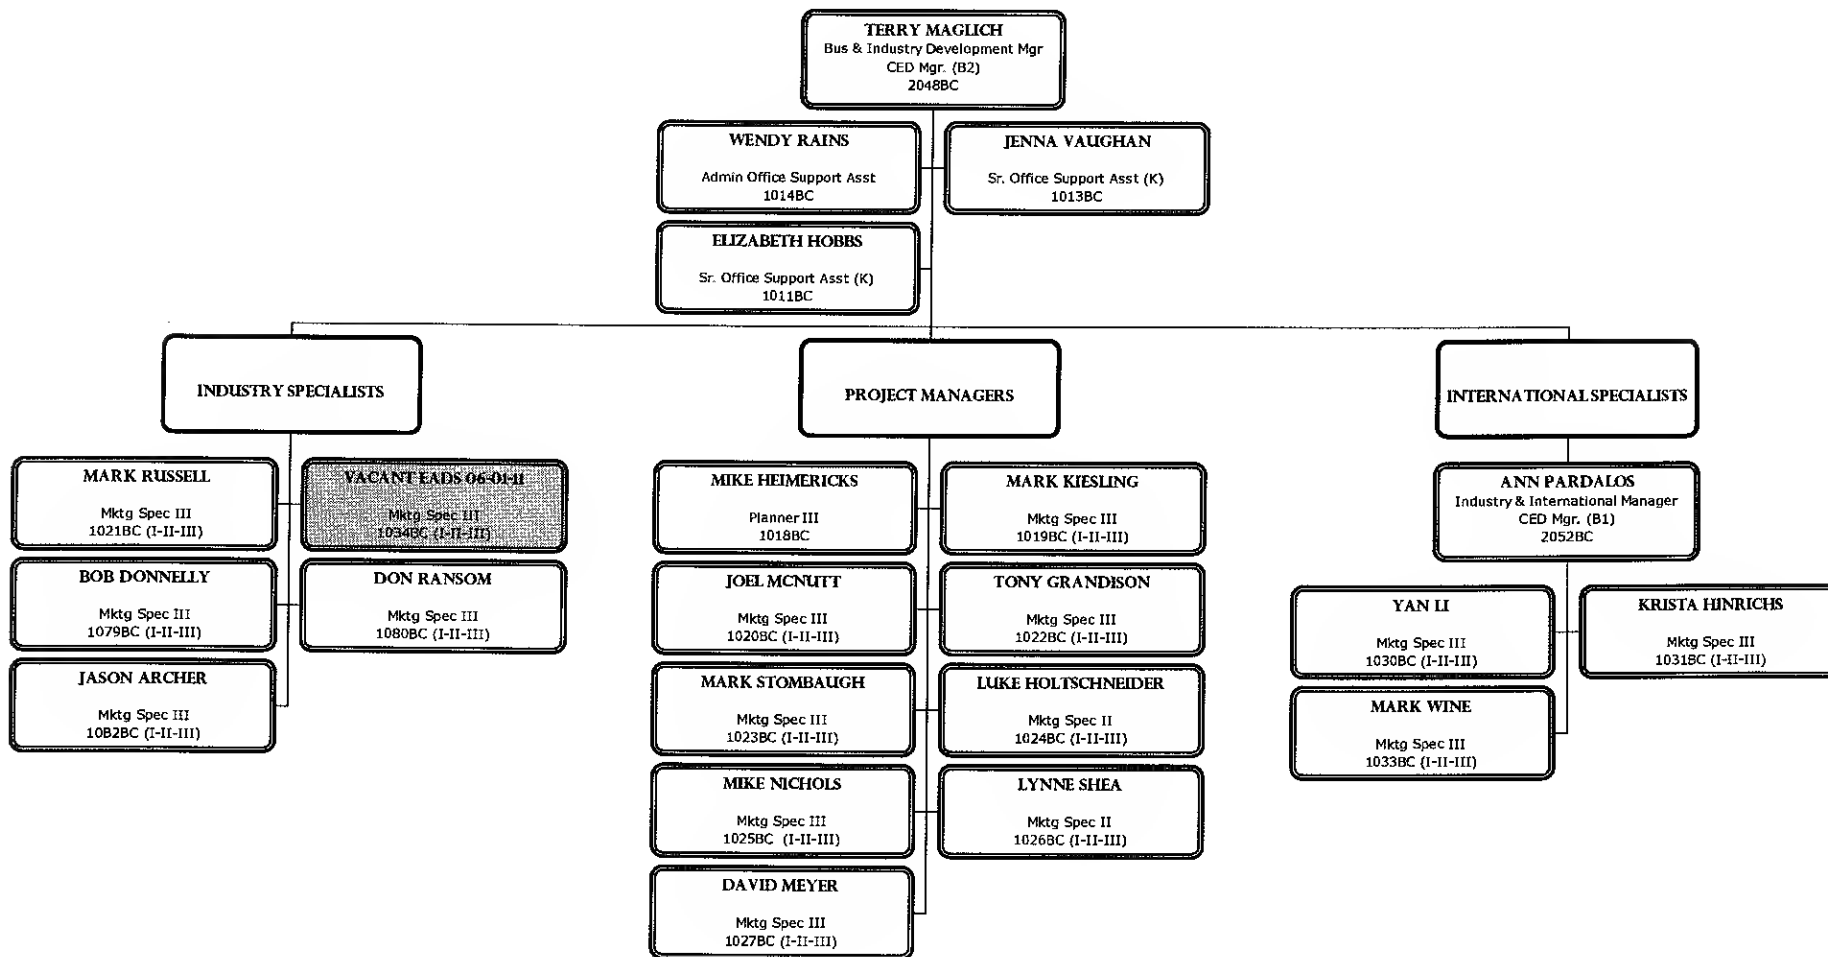 TERRY MAGLICH
Bus & Industry Development Mgr
CED Mgr. (B2)
2048BC
WENDY RAINS
Admin Office Support Asst
1014BC
JENNA VAUGHAN
Sr. Office Support Asst (K)
1013BC
ELIZABETH HOBBS
Sr. Office Support Asst (K)
1011BC
INDUSTRY SPECIALISTS
MARK RUSSELL
Mktg Spec III
1021BC (I-II-III)
VACANT EADS 06-01-11
Mktg Spec III
1034BC (I-II-III)
BOB DONNELLY
Mktg Spec III
1079BC (I-II-III)
DON RANSOM
Mktg Spec III
1080BC (I-II-III)
JASON ARCHER
Mktg Spec III
10B2BC (I-II-III)
PROJECT MANAGERS
MIKE HEIMERICKS
Planner III
1018BC
MARK KIESLING
Mktg Spec III
1019BC (I-II-III)
JOEL MCNUTT
Mktg Spec III
1020BC (I-II-III)
TONY GRANDISON
Mktg Spec III
1022BC (I-II-III)
MARK STOMBAUGH
Mktg Spec III
1023BC (I-II-III)
LUKE HOLTSCHNEIDER
Mktg Spec II
1024BC (I-II-III)
MIKE NICHOLS
Mktg Spec III
1025BC (I-II-III)
LYNNE SHEA
Mktg Spec II
1026BC (I-II-III)
DAVID MEYER
Mktg Spec III
1027BC (I-II-III)
INTERNATIONAL SPECIALISTS
ANN PARDALOS
Industry & International Manager
CED Mgr. (B1)
2052BC
YAN LI
Mktg Spec III
1030BC (I-II-III)
KRISTA HINRICHS
Mktg Spec III
1031BC (I-II-III)
MARK WINE
Mktg Spec III
1033BC (I-II-III)